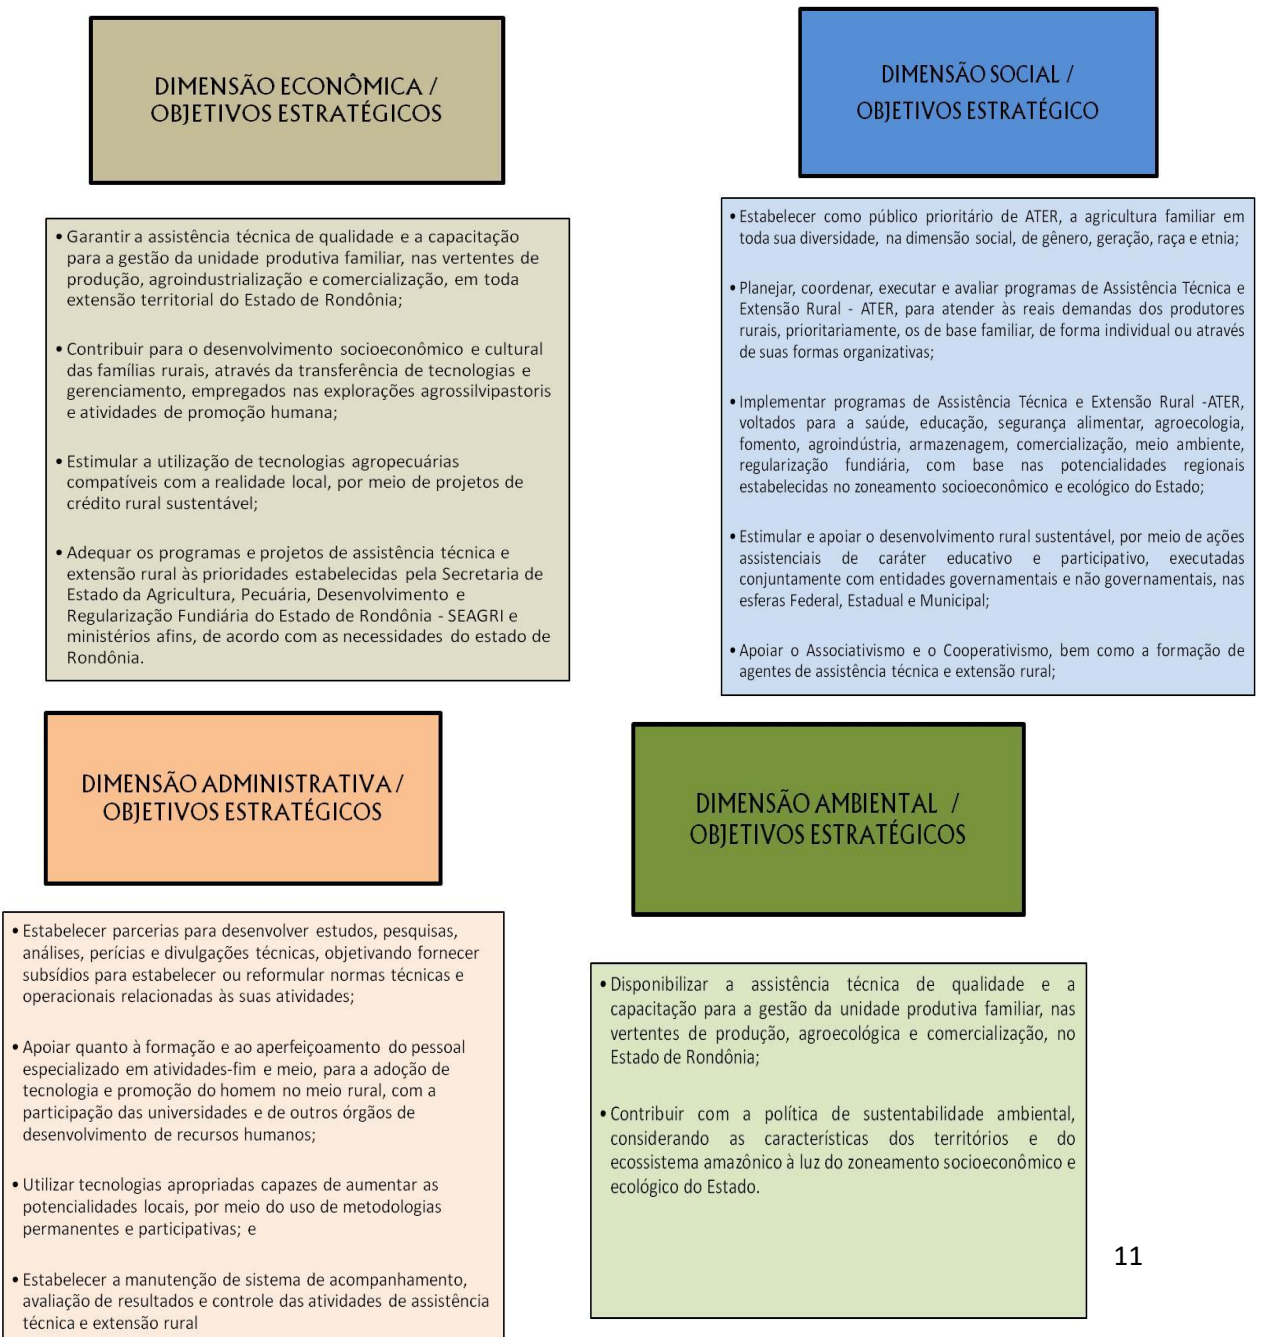 DIMENSÃO ECONÔMICA /
OBJETIVOS ESTRATÉGICOS
• Garantir a assistência técnica de qualidade e a capacitação
para a gestão da unidade produtiva familiar, nas vertentes de
produção, agroindustrialização e comercialização, em toda
extensão territorial do Estado de Rondônia;
• Contribuir para o desenvolvimento socioeconômico e cultural
das famílias rurais, através da transferência de tecnologias e
gerenciamento, empregados nas explorações agrossilvipastoris
e atividades de promoção humana;
• Estimular a utilização de tecnologias agropecuárias
compatíveis com a realidade local, por meio de projetos de
crédito rural sustentável;
• Adequar os programas e projetos de assistência técnica e
extensão rural às prioridades estabelecidas pela Secretaria de
Estado da Agricultura, Pecuária, Desenvolvimento e
Regularização Fundiária do Estado de Rondônia - SEAGRI e
ministérios afins, de acordo com as necessidades do estado de
Rondônia.
DIMENSÃO SOCIAL /
OBJETIVOS ESTRATÉGICO
• Estabelecer como público prioritário de ATER, a agricultura familiar em
toda sua diversidade, na dimensão social, de gênero, geração, raça e etnia;
• Planejar, coordenar, executar e avaliar programas de Assistência Técnica e
Extensão Rural - ATER, para atender às reais demandas dos produtores
rurais, prioritariamente, os de base familiar, de forma individual ou através
de suas formas organizativas;
• Implementar programas de Assistência Técnica e Extensão Rural -ATER,
voltados para a saúde, educação, segurança alimentar, agroecologia,
fomento, agroindústria, armazenagem, comercialização, meio ambiente,
regularização fundiária, com base nas potencialidades regionais
estabelecidas no zoneamento socioeconômico e ecológico do Estado;
• Estimular e apoiar o desenvolvimento rural sustentável, por meio de ações
assistenciais de caráter educativo e participativo, executadas
conjuntamente com entidades governamentais e não governamentais, nas
esferas Federal, Estadual e Municipal;
• Apoiar o Associativismo e o Cooperativismo, bem como a formação de
agentes de assistência técnica e extensão rural;
DIMENSÃO ADMINISTRATIVA /
OBJETIVOS ESTRATÉGICOS
• Estabelecer parcerias para desenvolver estudos, pesquisas,
análises, perícias e divulgações técnicas, objetivando fornecer
subsídios para estabelecer ou reformular normas técnicas e
operacionais relacionadas às suas atividades;
• Apoiar quanto à formação e ao aperfeiçoamento do pessoal
especializado em atividades-fim e meio, para a adoção de
tecnologia e promoção do homem no meio rural, com a
participação das universidades e de outros órgãos de
desenvolvimento de recursos humanos;
• Utilizar tecnologias apropriadas capazes de aumentar as
potencialidades locais, por meio do uso de metodologias
permanentes e participativas; e
• Estabelecer a manutenção de sistema de acompanhamento,
avaliação de resultados e controle das atividades de assistência
técnica e extensão rural
DIMENSÃO AMBIENTAL /
OBJETIVOS ESTRATÉGICOS
• Disponibilizar a assistência técnica de qualidade e a
capacitação para a gestão da unidade produtiva familiar, nas
vertentes de produção, agroecológica e comercialização, no
Estado de Rondônia;
• Contribuir com a política de sustentabilidade ambiental,
considerando as características dos territórios e do
ecossistema amazônico à luz do zoneamento socioeconômico e
ecológico do Estado.
11